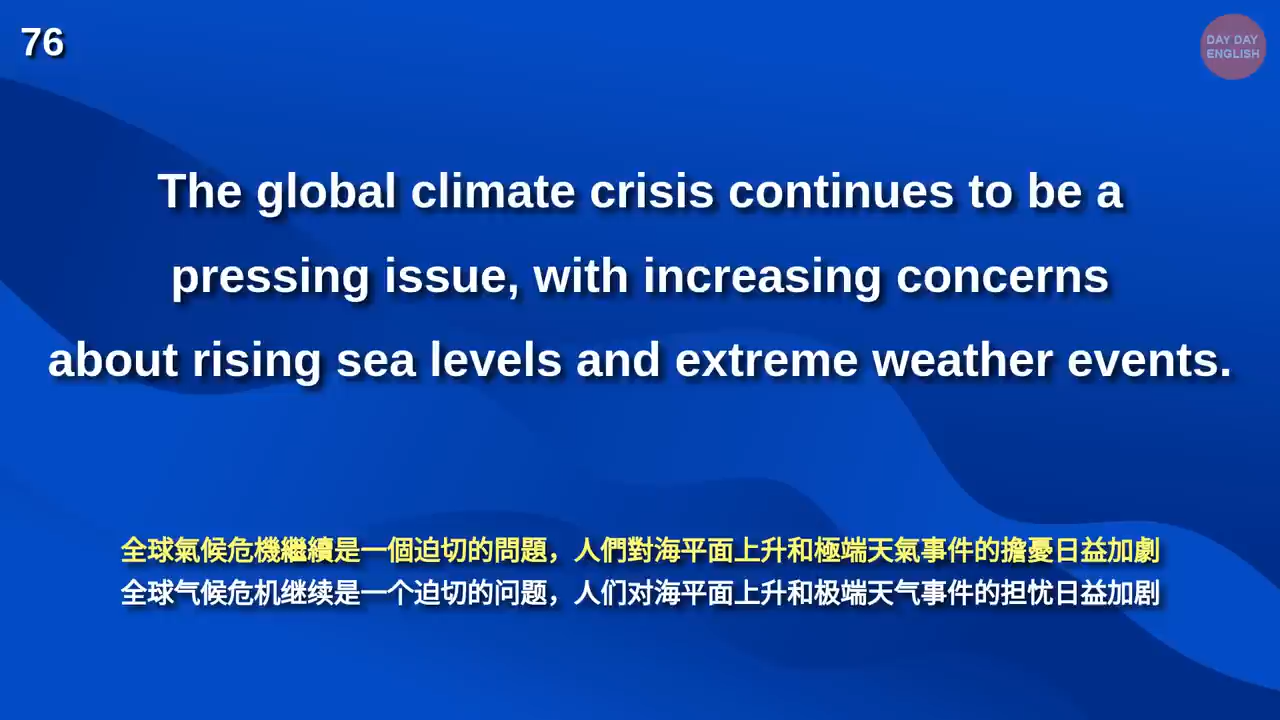 76
DAY DAY
ENGLISH
The global climate crisis continues to be a
pressing issue, with increasing concerns
about rising sea levels and extreme weather events.
全球氣候危機繼續是一個迫切的問題，人們對海平面上升和極端天氣事件的擔憂日益加劇
全球气候危机继续是一个迫切的问题，人们对海平面上升和极端天气事件的担忧日益加剧